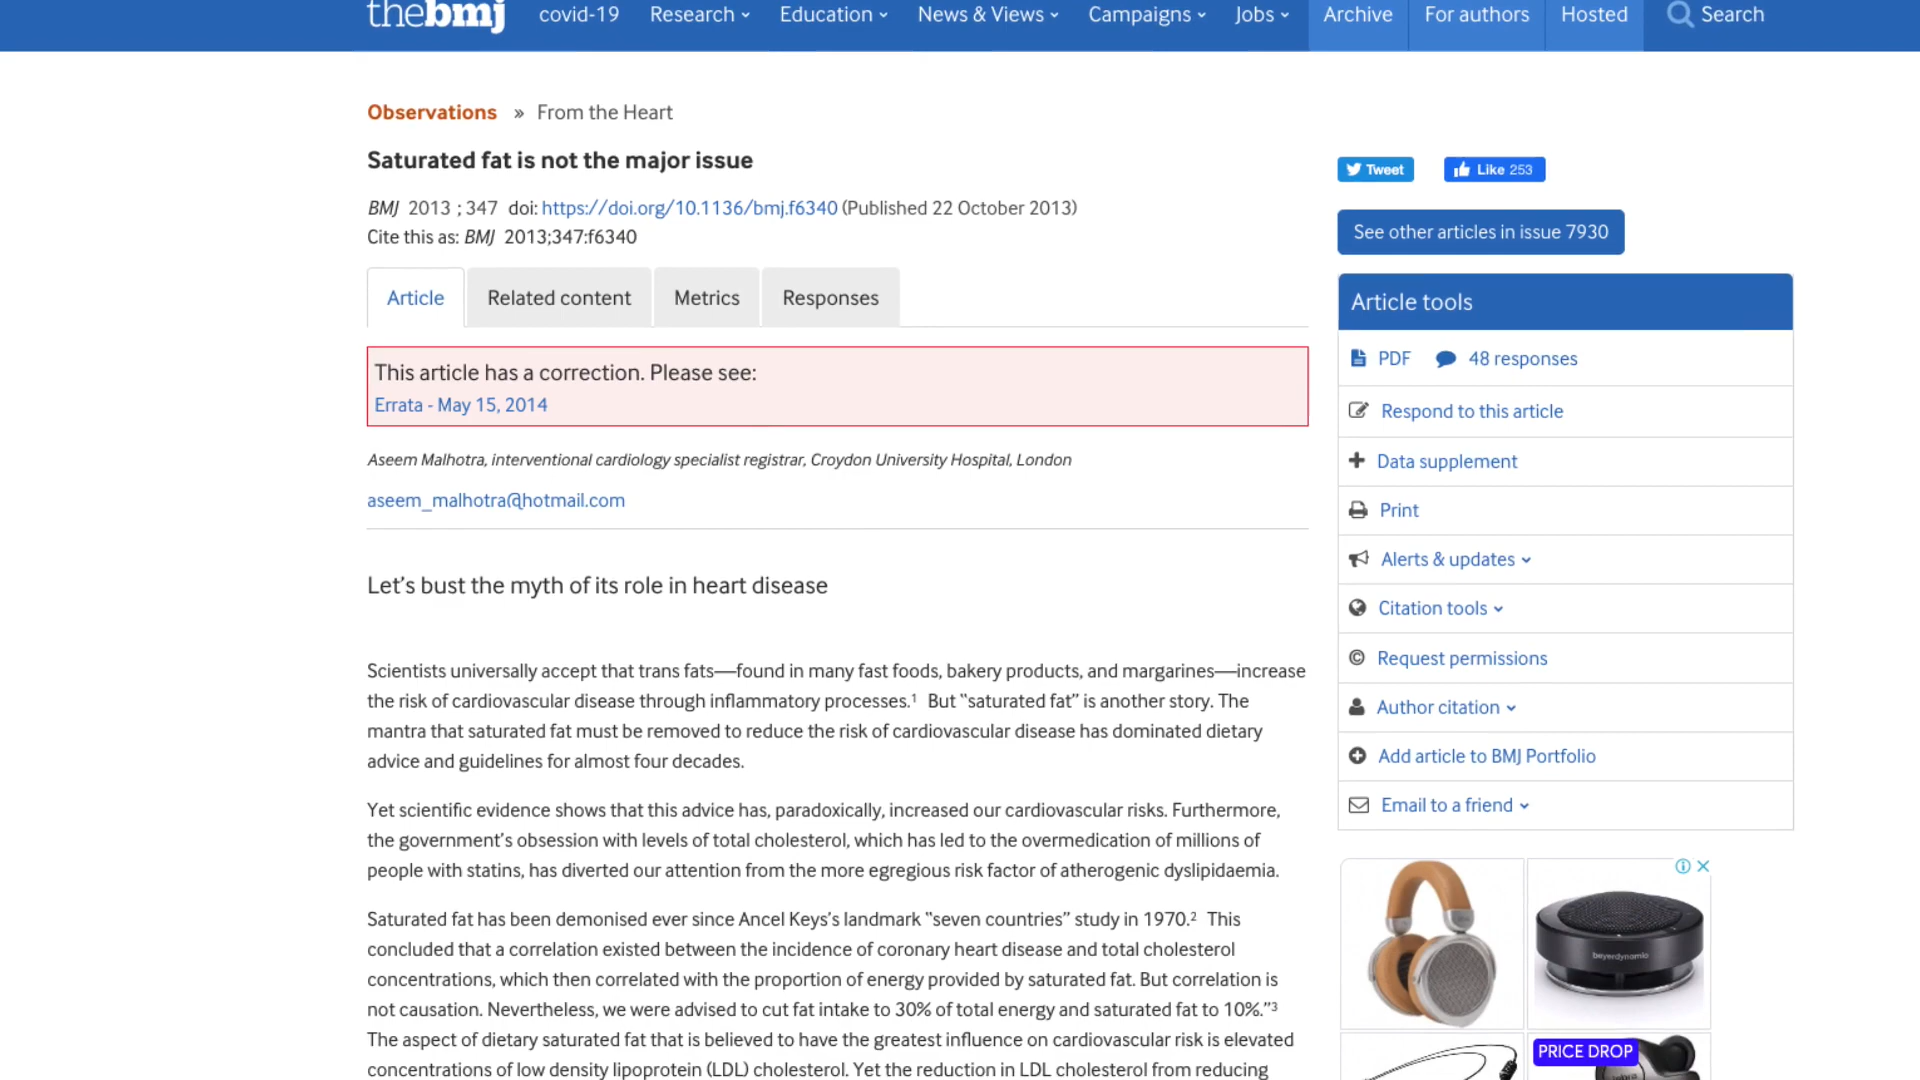 thebmj covid-19 Research Education News & Views Campaigns Jobs Archive For authors Hosted Search
Observations » From the Heart
Saturated fat is not the major issue
BMJ 2013 ; 347 doi: https://doi.org/10.1136/bmj.f6340 (Published 22 October 2013)
Cite this as: BMJ 2013;347:f6340
Article Related content Metrics Responses
This article has a correction. Please see:
Errata - May 15, 2014
Aseem Malhotra, interventional cardiology specialist registrar, Croydon University Hospital, London
aseem_malhotra@hotmail.com
Let's bust the myth of its role in heart disease
Scientists universally accept that trans fats—found in many fast foods, bakery products, and margarines—increase
the risk of cardiovascular disease through inflammatory processes.1 But "saturated fat" is another story. The
mantra that saturated fat must be removed to reduce the risk of cardiovascular disease has dominated dietary
advice and guidelines for almost four decades.
Yet scientific evidence shows that this advice has, paradoxically, increased our cardiovascular risks. Furthermore,
the government's obsession with levels of total cholesterol, which has led to the overmedication of millions of
people with statins, has diverted our attention from the more egregious risk factor of atherogenic dyslipidaemia.
Saturated fat has been demonised ever since Ancel Keys's landmark "seven countries" study in 1970.2 This
concluded that a correlation existed between the incidence of coronary heart disease and total cholesterol
concentrations, which then correlated with the proportion of energy provided by saturated fat. But correlation is
not causation. Nevertheless, we were advised to cut fat intake to 30% of total energy and saturated fat to 10%."3
The aspect of dietary saturated fat that is believed to have the greatest influence on cardiovascular risk is elevated
concentrations of low density lipoprotein (LDL) cholesterol. Yet the reduction in LDL cholesterol from reducing
Tweet Like 253
See other articles in issue 7930
Article tools
PDF 48 responses
Respond to this article
Data supplement
Print
Alerts & updates
Citation tools
Request permissions
Author citation
Add article to BMJ Portfolio
Email to a friend
beyerdynamic
PRICE DROP